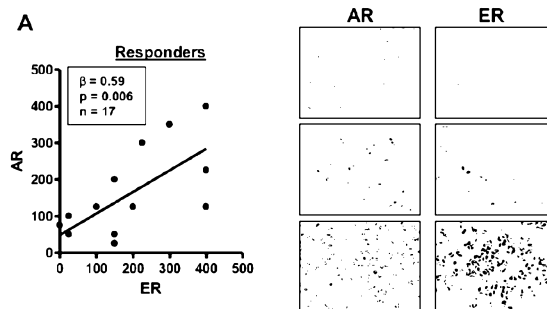 A
Responders
β = 0.59
p = 0.006
n = 17
AR
500
400
300
200
100
0
0 100 200 300 400 500
ER
AR ER